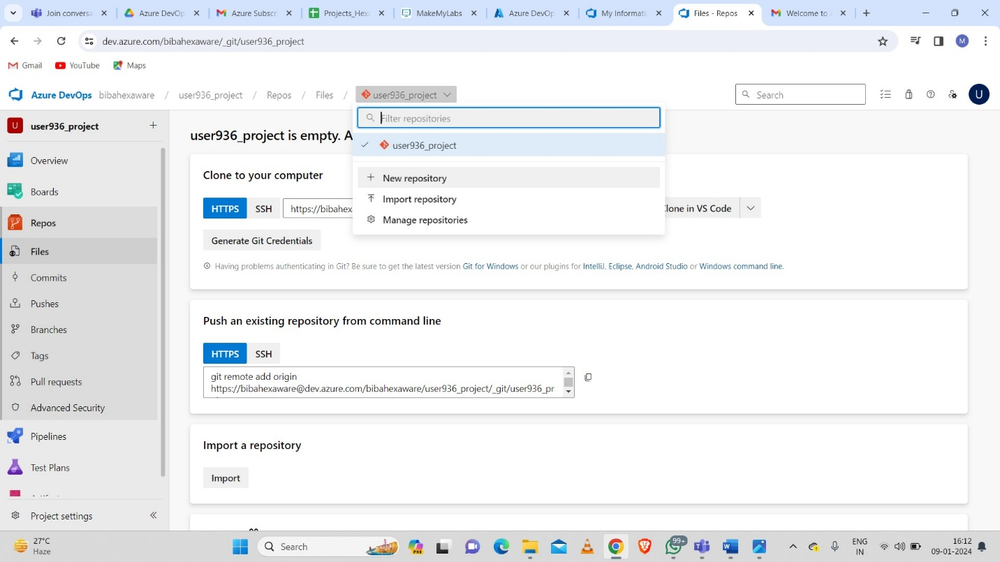 Join conversa
Azure DevOp
Azure Subscr
Projects_Hexa
MakeMyLabs
Azure DevOp
My Informati
Files - Repos
Welcome to
dev.azure.com/bibahexaware/_git/user936_project
M
Gmail
YouTube
Maps
Azure DevOps bibahexaware / user936_project / Repos / Files / user936_project
Search
U
U user936_project
Filter repositories
user936_project
New repository
Import repository
Manage repositories
Overview
Boards
Repos
Files
Commits
Pushes
Branches
Tags
Pull requests
Advanced Security
Pipelines
Test Plans
Project settings
user936_project is empty. A
Clone to your computer
HTTPS SSH https://bibahex
lone in VS Code
Generate Git Credentials
Having problems authenticating in Git? Be sure to get the latest version Git for Windows or our plugins for IntelliJ, Eclipse, Android Studio or Windows command line.
Push an existing repository from command line
HTTPS SSH
git remote add origin
https://bibahexaware@dev.azure.com/bibahexaware/user936_project/_git/user936_pr
Import a repository
Import
27°C
Haze
Search
PRE
99+
ENG
IN
16:12
09-01-2024